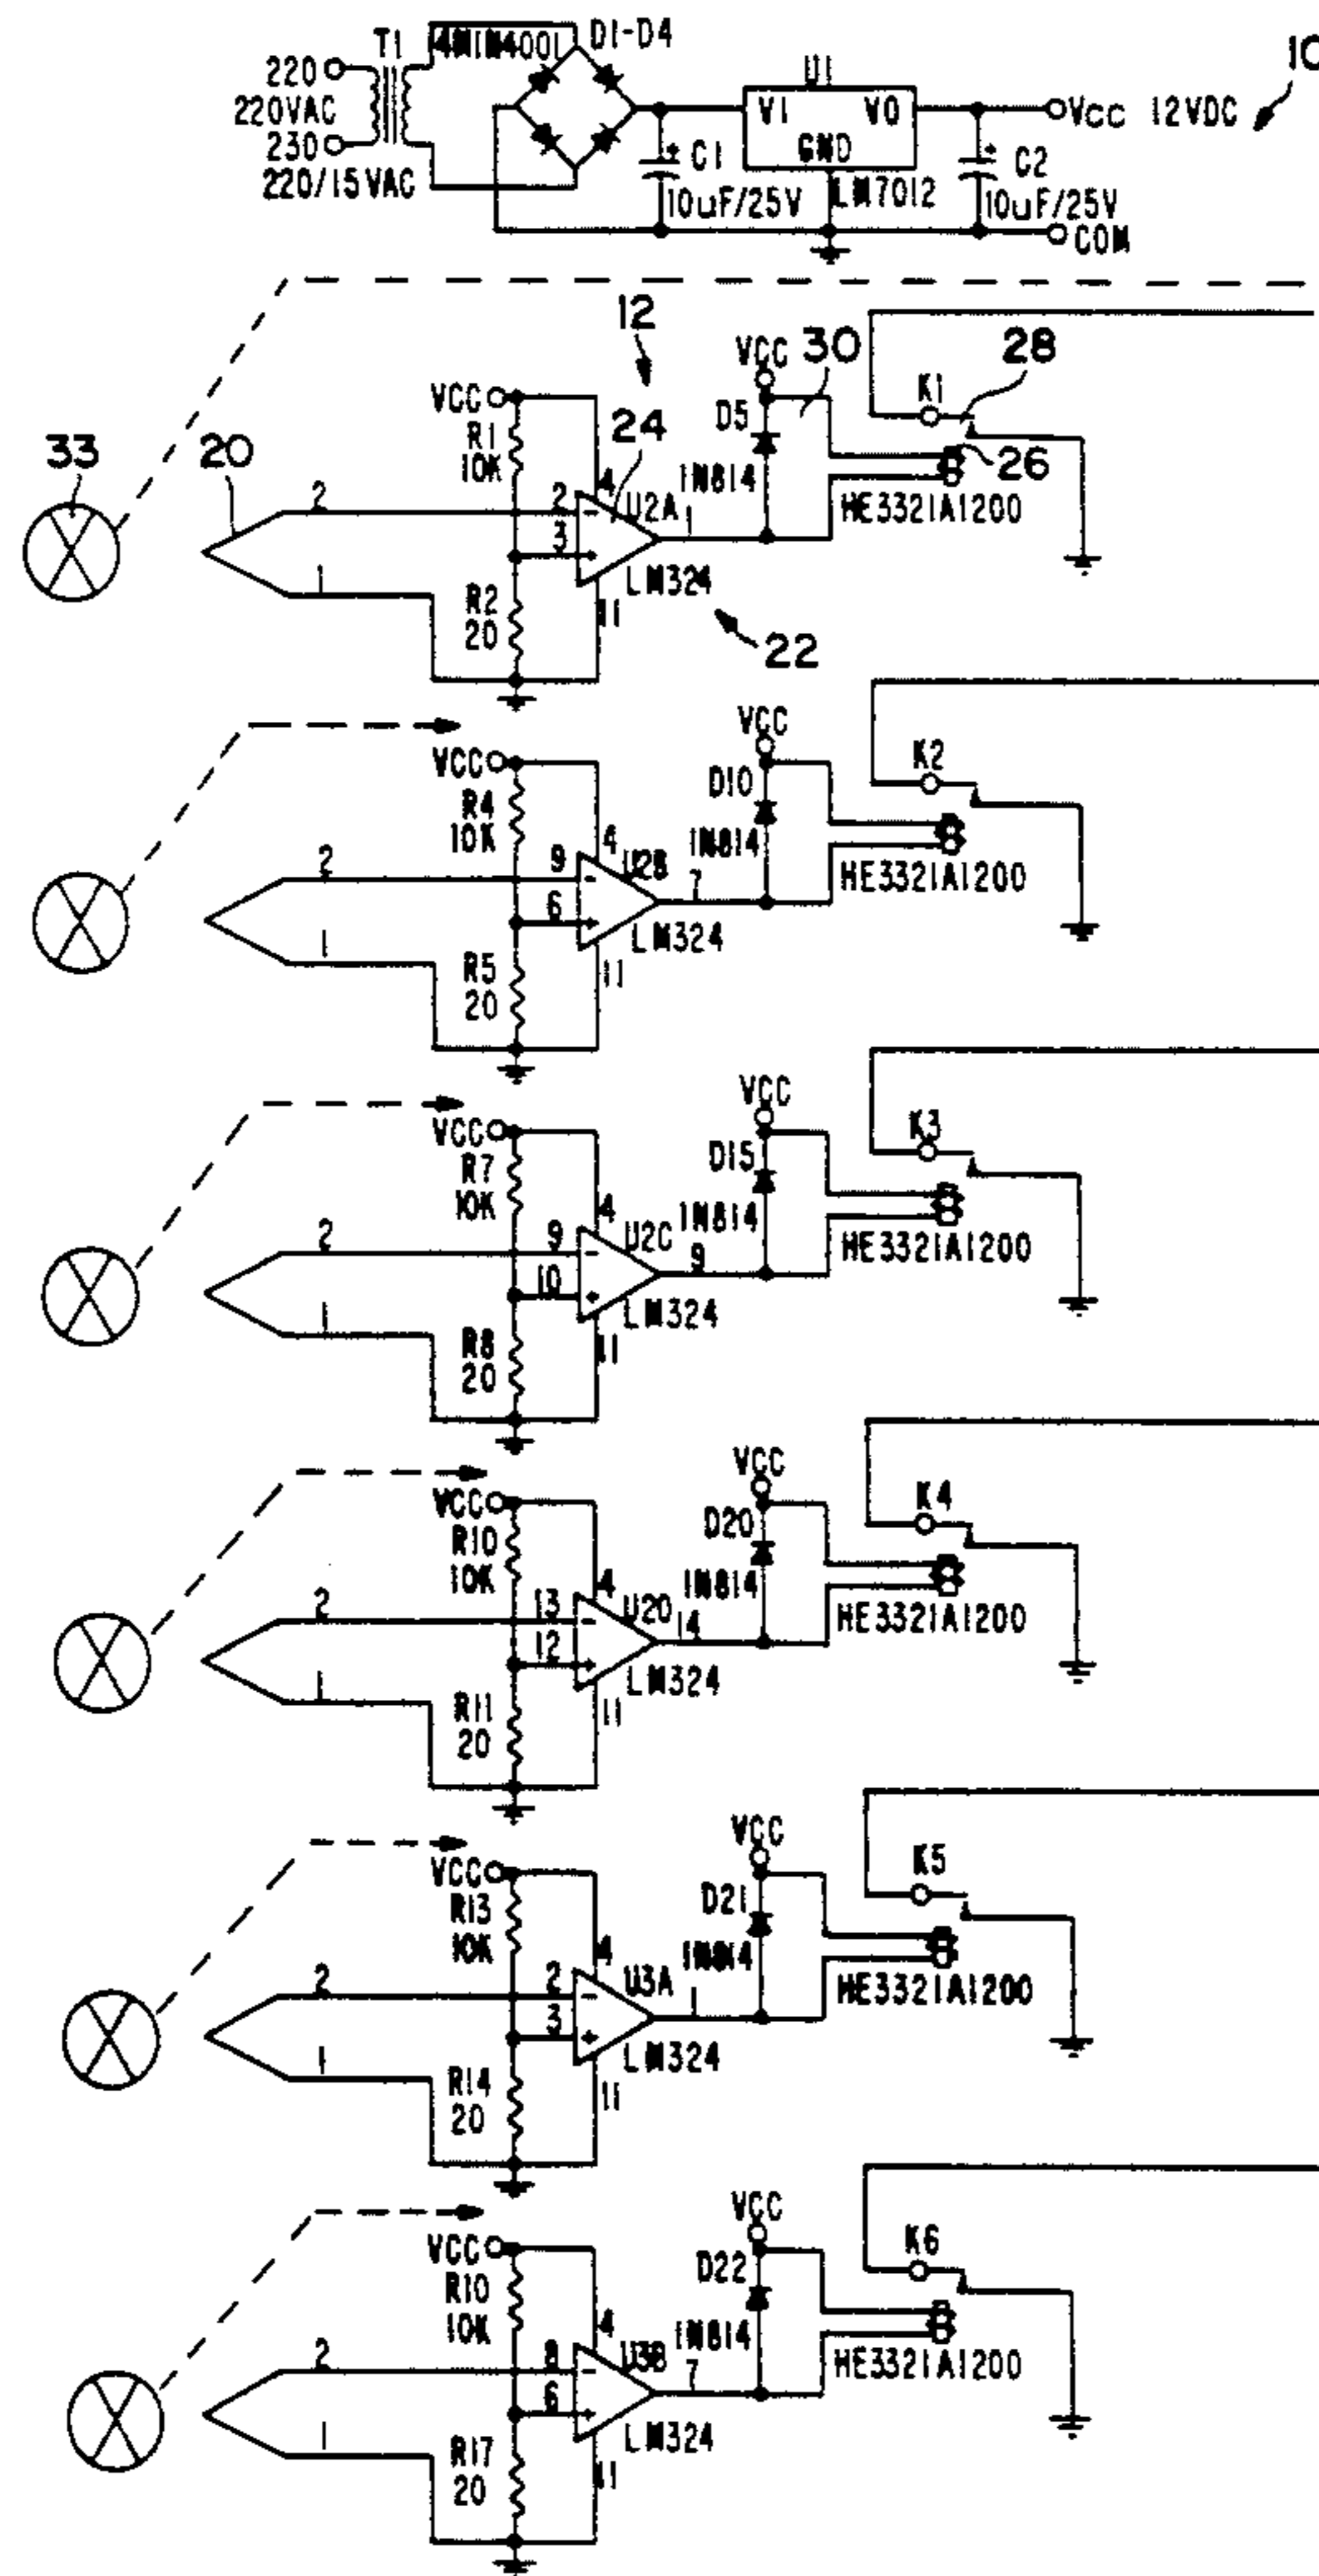 T1
4M1M4001 D1-D4
220
220VAC
230
220/15VAC
U1
V1 VO
GND
LM7012
C1
10uF/25V
+
+
C2
10uF/25V
VCC 12VDC
COM
10
12
VCC
30
28
K1
VCC
R1
10K
24
D5
1N814
26
HE3321A1200
33
20
2
1
2
3
4
U2A
1
LM324
11
R2
20
22
VCC
VCC
R4
10K
D10
1N814
K2
HE3321A1200
2
1
9
6
4
U2B
7
LM324
11
R5
20
VCC
VCC
R7
10K
D15
1N814
K3
HE3321A1200
2
1
9
10
4
U2C
9
LM324
11
R8
20
VCC
VCC
R10
10K
D20
1N814
K4
HE3321A1200
2
1
13
12
4
U2D
14
LM324
11
R11
20
VCC
VCC
R13
10K
D21
1N814
K5
HE3321A1200
2
1
2
3
4
U3A
1
LM324
11
R14
20
VCC
VCC
R10
10K
D22
1N814
K6
HE3321A1200
2
1
8
6
4
U3B
7
LM324
11
R17
20